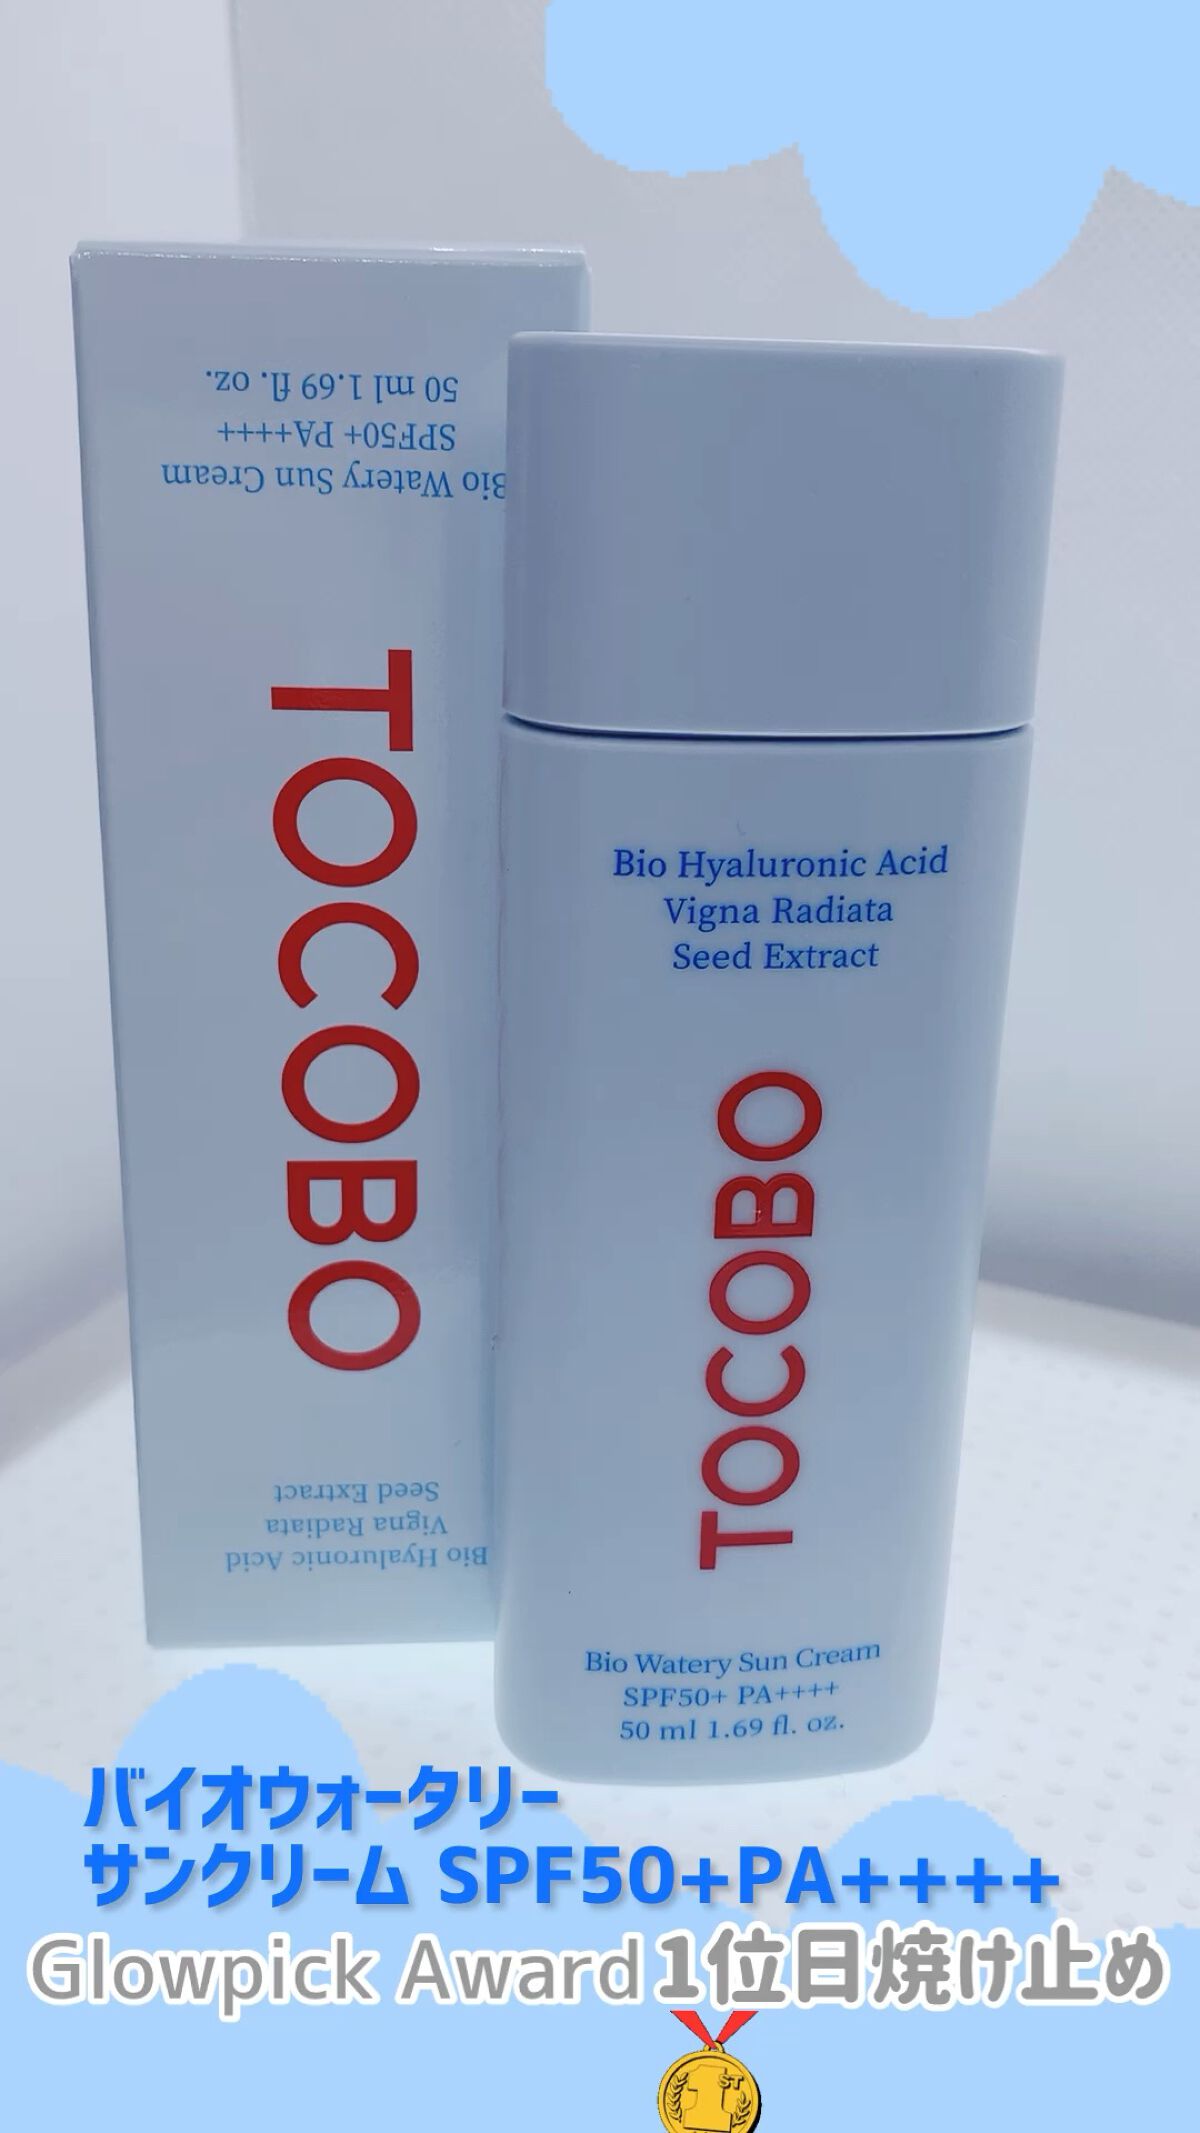 50 ml 1.69 fl. oz.
SPF50+ PA++++
Bio Watery Sun Cream
TOCOBO
Seed Extract
Vigna Radiata
Bio Hyaluronic Acid
Bio Hyaluronic Acid
Vigna Radiata
Seed Extract
TOCOBO
Bio Watery Sun Cream
SPF50+ PA++++
50 ml 1.69 fl. oz.
バイオウォータリー
サンクリーム SPF50+PA++++
Glowpick Award 1位日焼け止め
1ST